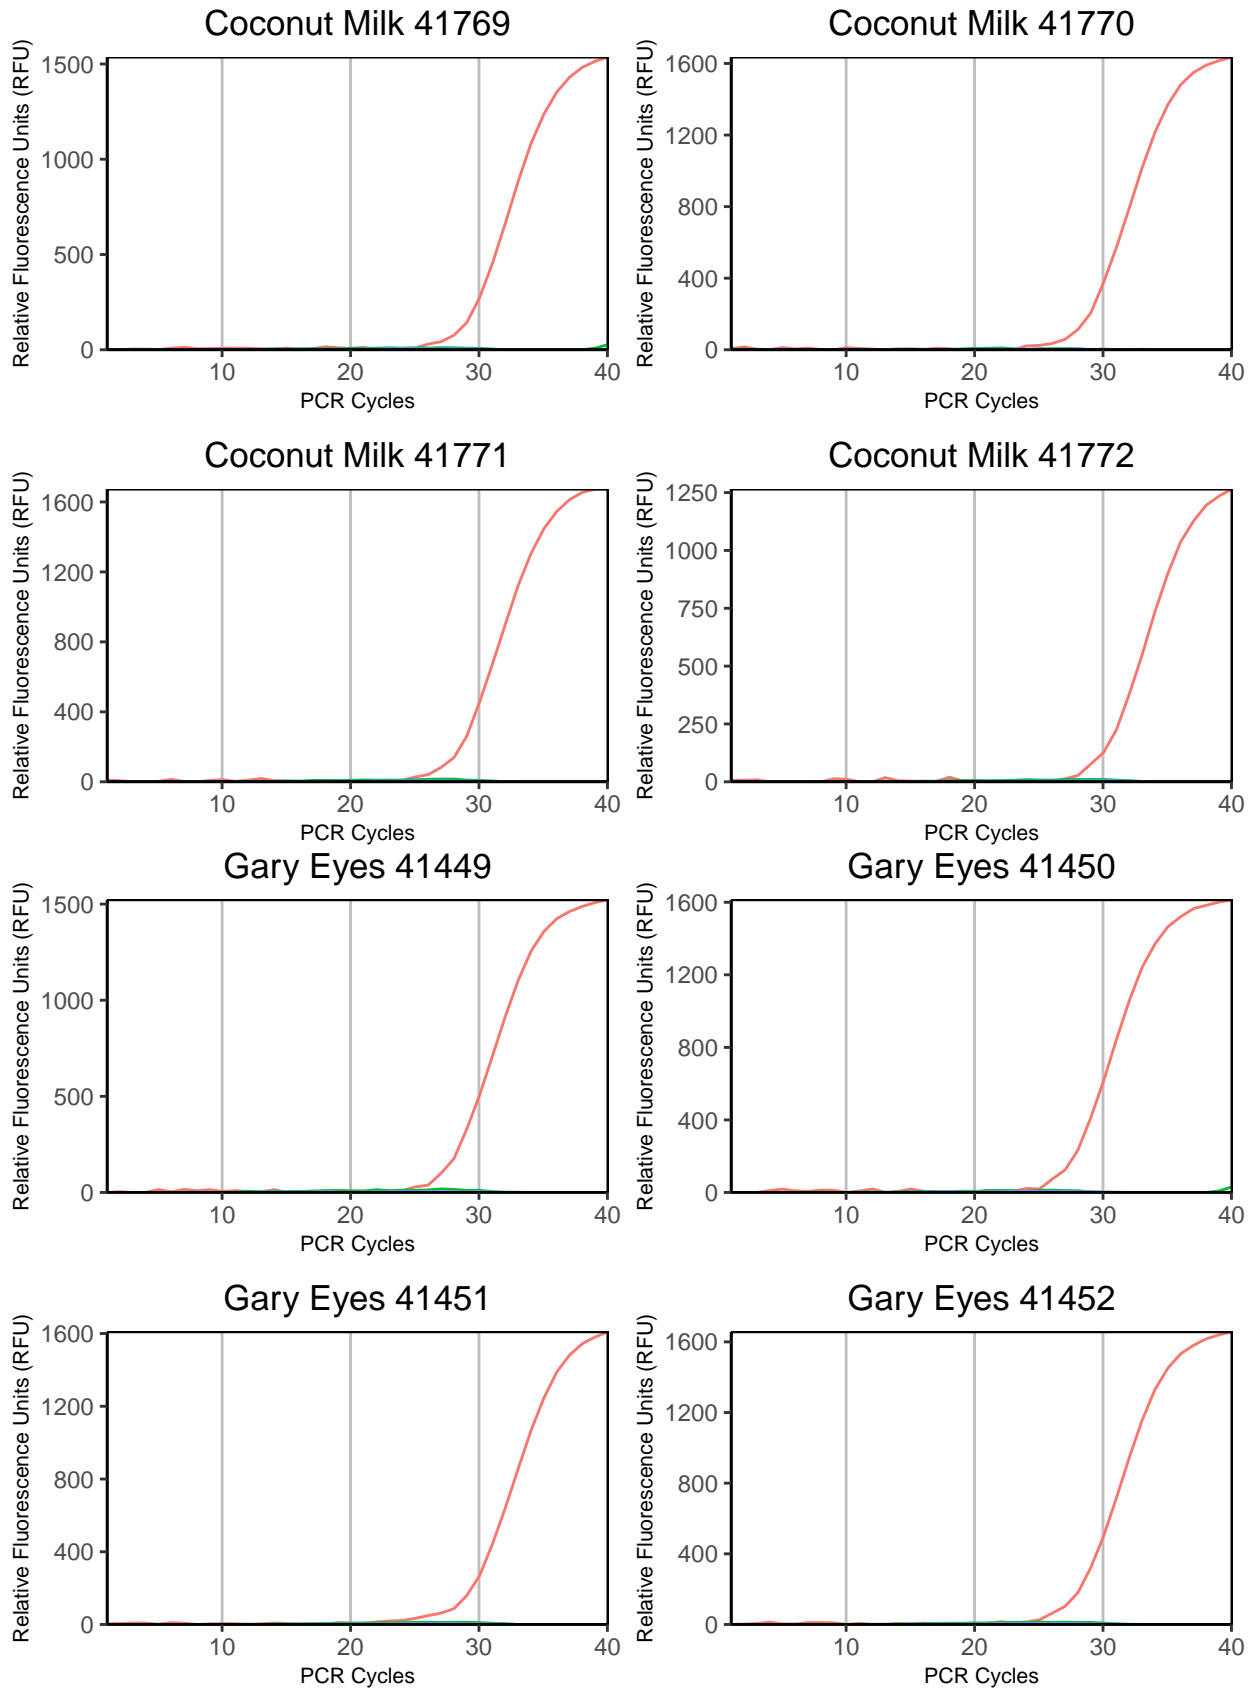 Coconut Milk 41769
Relative Fluorescence Units (RFU)
1500
1000
500
0
10 20 30 40
PCR Cycles
Coconut Milk 41770
Relative Fluorescence Units (RFU)
1600
1200
800
400
0
10 20 30 40
PCR Cycles
Coconut Milk 41771
Relative Fluorescence Units (RFU)
1600
1200
800
400
0
10 20 30 40
PCR Cycles
Coconut Milk 41772
Relative Fluorescence Units (RFU)
1250
1000
750
500
250
0
10 20 30 40
PCR Cycles
Gary Eyes 41449
Relative Fluorescence Units (RFU)
1500
1000
500
0
10 20 30 40
PCR Cycles
Gary Eyes 41450
Relative Fluorescence Units (RFU)
1600
1200
800
400
0
10 20 30 40
PCR Cycles
Gary Eyes 41451
Relative Fluorescence Units (RFU)
1600
1200
800
400
0
10 20 30 40
PCR Cycles
Gary Eyes 41452
Relative Fluorescence Units (RFU)
1600
1200
800
400
0
10 20 30 40
PCR Cycles